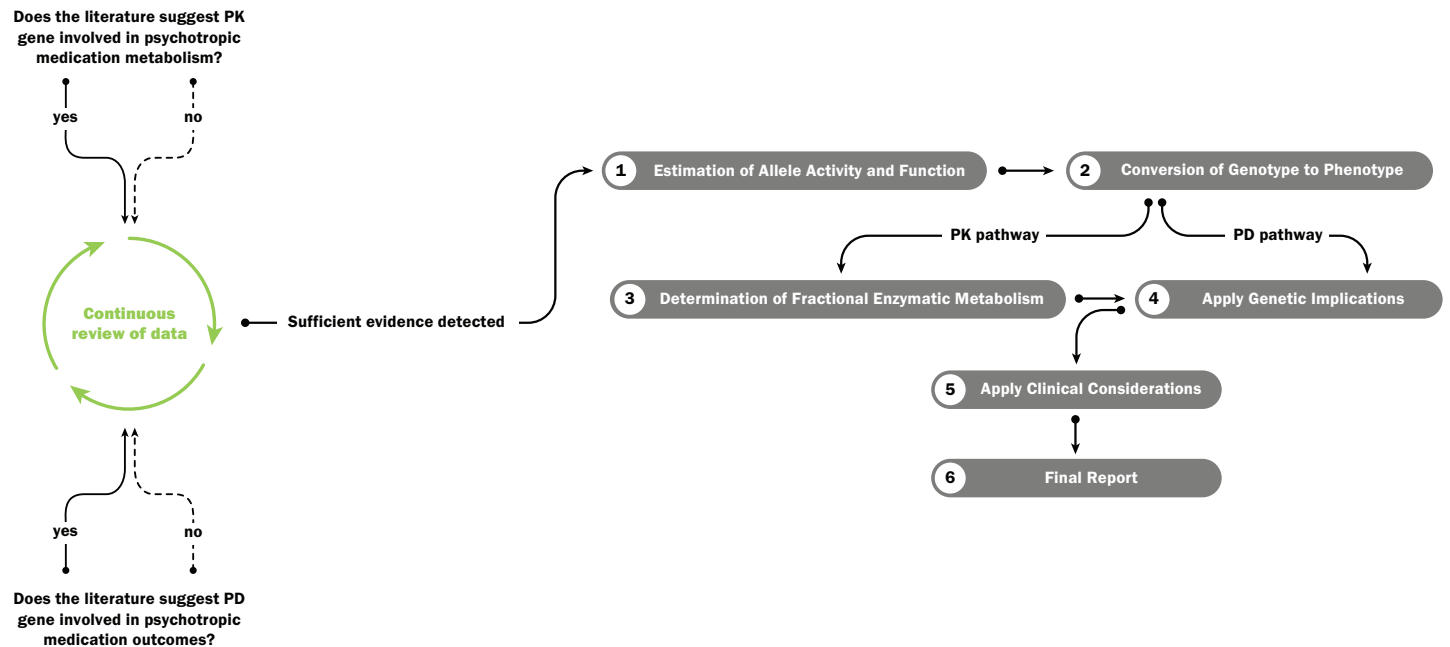 Does the literature suggest PK
gene involved in psychotropic
medication metabolism?
yes
no
Continuous
review of data
Sufficient evidence detected
yes
no
Does the literature suggest PD
gene involved in psychotropic
medication outcomes?
1 Estimation of Allele Activity and Function
2 Conversion of Genotype to Phenotype
PK pathway
PD pathway
3 Determination of Fractional Enzymatic Metabolism
4 Apply Genetic Implications
5 Apply Clinical Considerations
6 Final Report